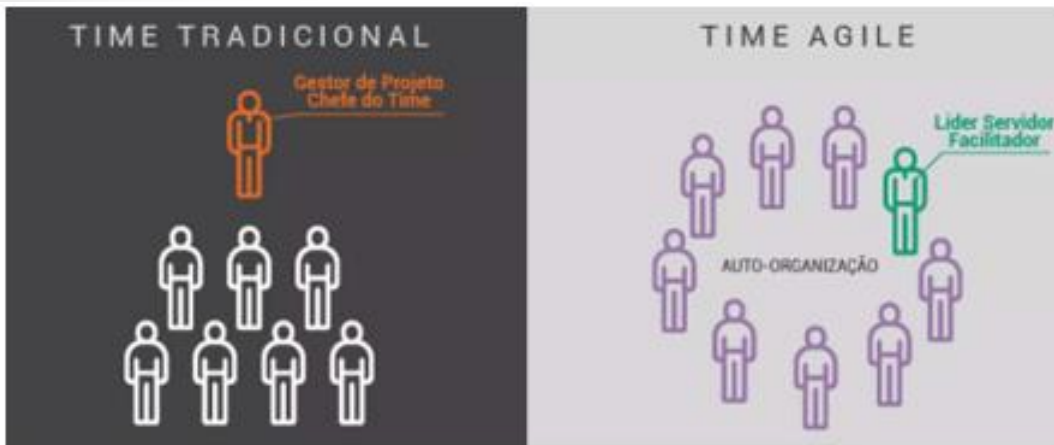 TIME TRADICIONAL
Gestor de Projeto
Chefe do Time
TIME AGILE
Lider Servidor
Facilitador
AUTO-ORGANIZAÇÃO